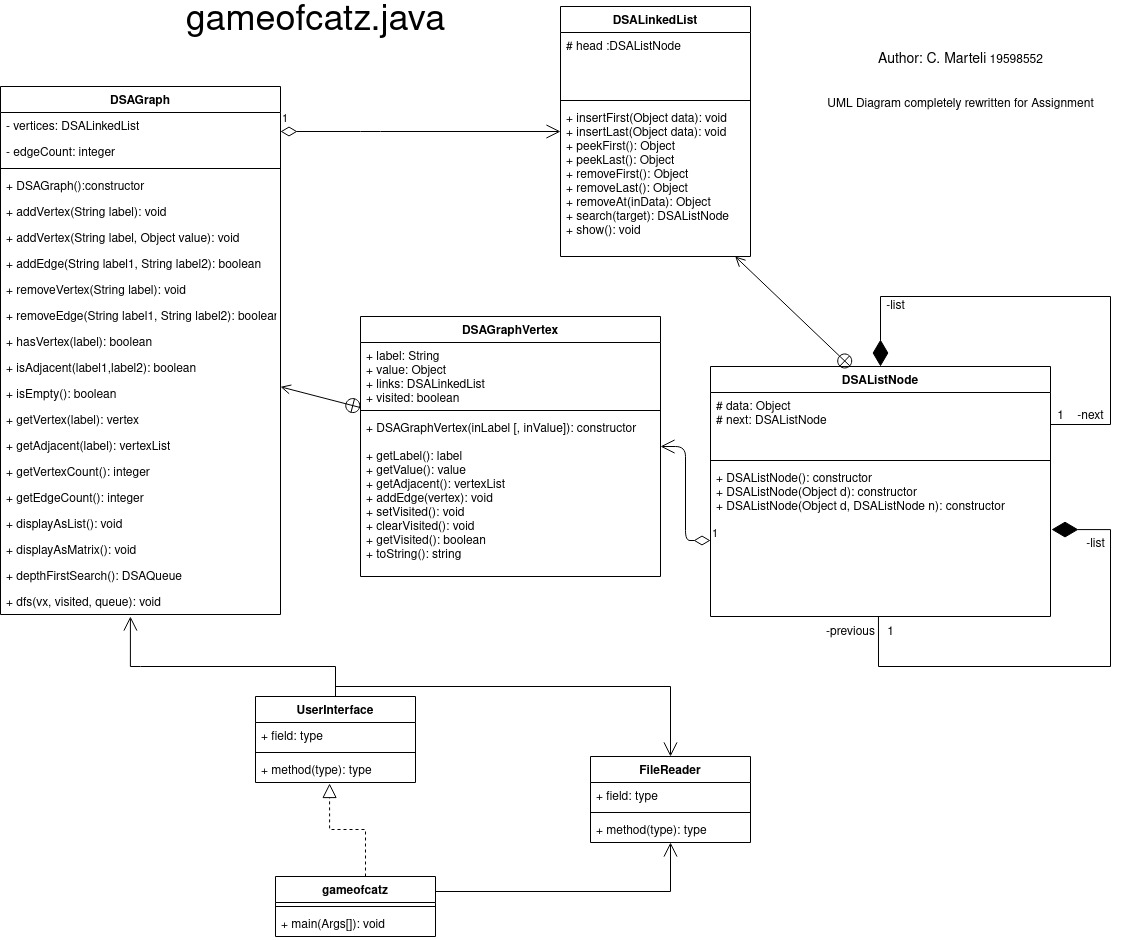 gameofcatz.java
Author: C. Marteli 19598552
UML Diagram completely rewritten for Assignment
DSALinkedList
# head :DSAListNode
+ insertFirst(Object data): void
+ insertLast(Object data): void
+ peekFirst(): Object
+ peekLast(): Object
+ removeFirst(): Object
+ removeLast(): Object
+ removeAt(inData): Object
+ search(target): DSAListNode
+ show(): void
DSAGraph
- vertices: DSALinkedList
- edgeCount: integer
+ DSAGraph():constructor
+ addVertex(String label): void
+ addVertex(String label, Object value): void
+ addEdge(String label1, String label2): boolean
+ removeVertex(String label): void
+ removeEdge(String label1, String label2): boolear
+ hasVertex(label): boolean
+ isAdjacent(label1,label2): boolean
+ isEmpty(): boolean
+ getVertex(label): vertex
+ getAdjacent(label): vertexList
+ getVertexCount(): integer
+ getEdgeCount(): integer
+ displayAsList(): void
+ displayAsMatrix(): void
+ depthFirstSearch(): DSAQueue
+ dfs(vx, visited, queue): void
1
DSAGraphVertex
+ label: String
+ value: Object
+ links: DSALinkedList
+ visited: boolean
+ DSAGraphVertex(inLabel [, inValue]): constructor
+ getLabel(): label
+ getValue(): value
+ getAdjacent(): vertexList
+ addEdge(vertex): void
+ setVisited(): void
+ clearVisited(): void
+ getVisited(): boolean
+ toString(): string
-list
DSAListNode
# data: Object
# next: DSAListNode
+ DSAListNode(): constructor
+ DSAListNode(Object d): constructor
+ DSAListNode(Object d, DSAListNode n): constructor
1 -next
1
-list
-previous 1
UserInterface
+ field: type
+ method(type): type
FileReader
+ field: type
+ method(type): type
gameofcatz
+ main(Args[]): void